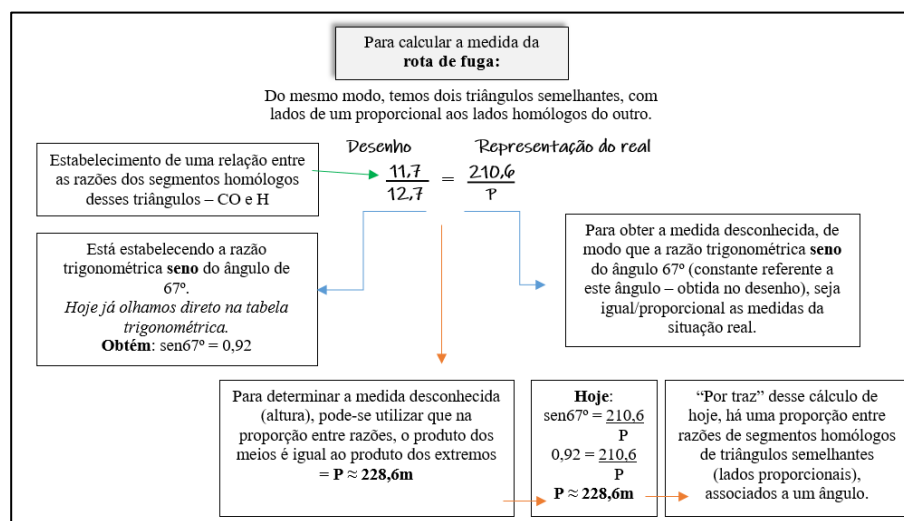 Para calcular a medida da
rota de fuga:
Do mesmo modo, temos dois triângulos semelhantes, com
lados de um proporcional aos lados homólogos do outro.
Desenho
Representação do real
Estabelecimento de uma relação entre
as razões dos segmentos homólogos
desses triângulos – CO e H
11,7 = 210,6
12,7 P
Está estabelecendo a razão
trigonométrica seno do ângulo de
67º.
Hoje já olhamos direto na tabela
trigonométrica.
Obtém: sen67º = 0,92
Para obter a medida desconhecida, de
modo que a razão trigonométrica seno
do ângulo 67º (constante referente a
este ângulo – obtida no desenho), seja
igual/proporcional as medidas da
situação real.
Para determinar a medida desconhecida
(altura), pode-se utilizar que na
proporção entre razões, o produto dos
meios é igual ao produto dos extremos
= P ≈ 228,6m
Hoje:
sen67º = 210,6
P
0,92 = 210,6
P
P ≈ 228,6m
“Por traz” desse cálculo de
hoje, há uma proporção entre
razões de segmentos homólogos
de triângulos semelhantes
(lados proporcionais),
associados a um ângulo.